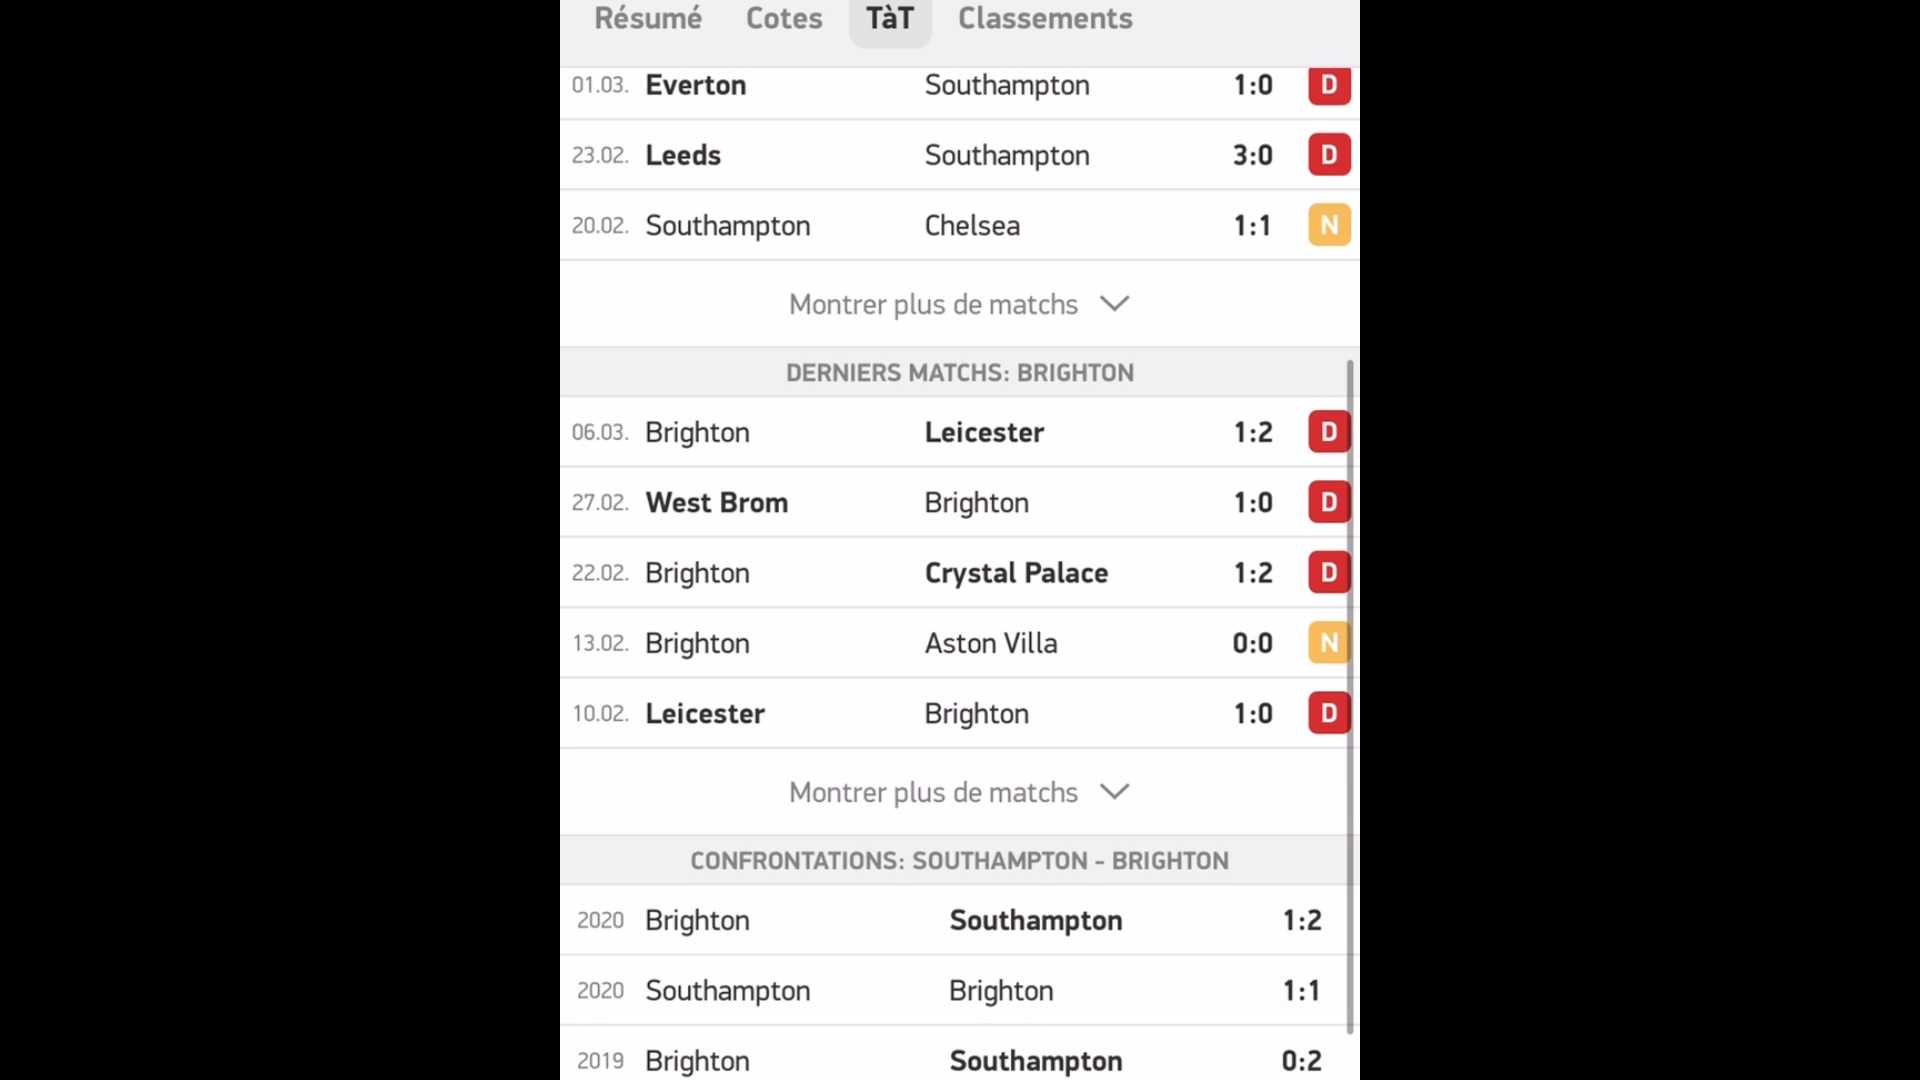 Résumé Cotes TàT Classements
01.03. Everton Southampton 1:0 D
23.02. Leeds Southampton 3:0 D
20.02. Southampton Chelsea 1:1 N
Montrer plus de matchs
DERNIERS MATCHS: BRIGHTON
06.03. Brighton Leicester 1:2 D
27.02. West Brom Brighton 1:0 D
22.02. Brighton Crystal Palace 1:2 D
13.02. Brighton Aston Villa 0:0 N
10.02. Leicester Brighton 1:0 D
Montrer plus de matchs
CONFRONTATIONS: SOUTHAMPTON - BRIGHTON
2020 Brighton Southampton 1:2
2020 Southampton Brighton 1:1
2019 Brighton Southampton 0:2